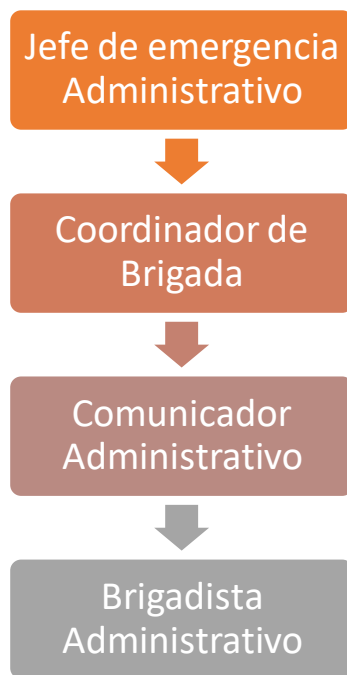 Jefe de emergencia
Administrativo
Coordinador de
Brigada
Comunicador
Administrativo
Brigadista
Administrativo